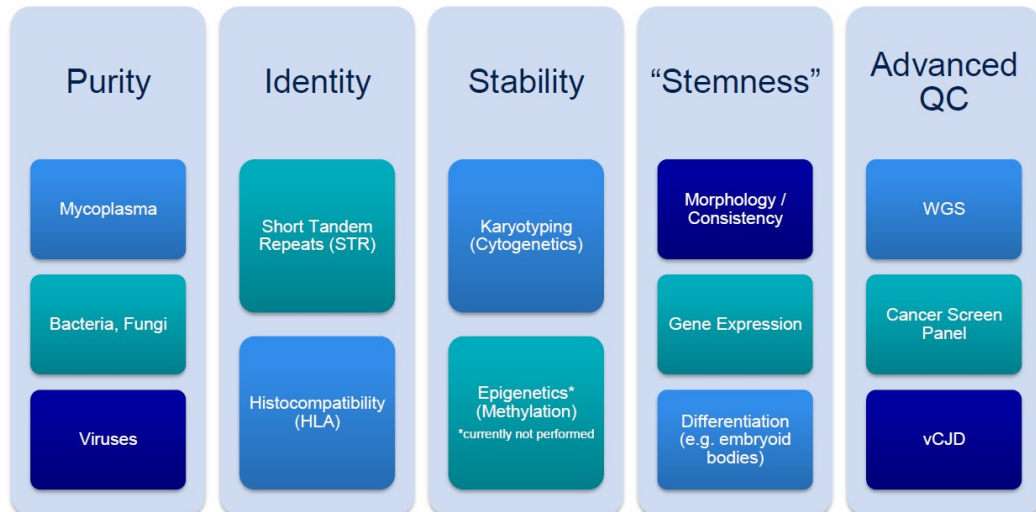 Purity
Mycoplasma
Bacteria, Fungi
Viruses
Identity
Short Tandem
Repeats (STR)
Histocompatibility
(HLA)
Stability
Karyotyping
(Cytogenetics)
Epigenetics*
(Methylation)
*currently not performed
“Stemness”
Morphology /
Consistency
Gene Expression
Differentiation
(e.g. embryoid
bodies)
Advanced
QC
WGS
Cancer Screen
Panel
vCJD